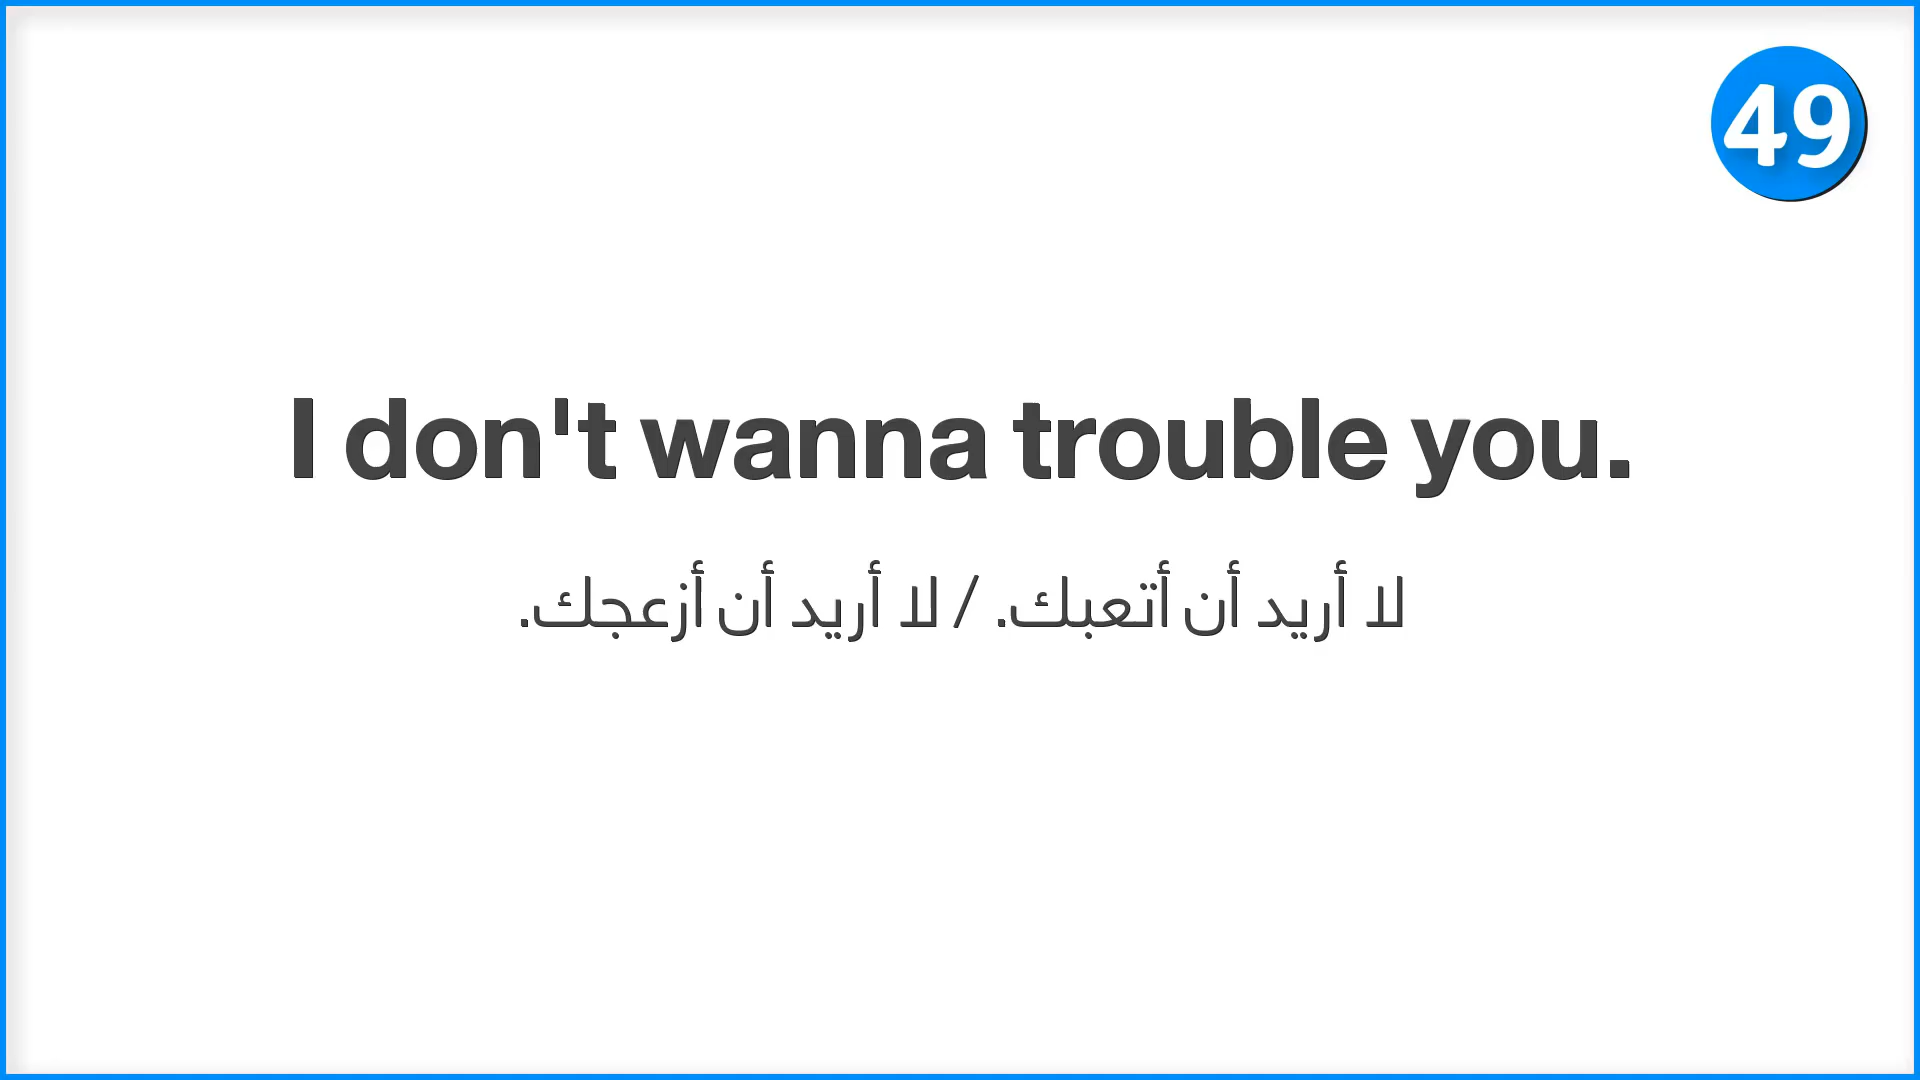 49
I don't wanna trouble you.
لا أريد أن أتعبك. / لا أريد أن أزعجك.